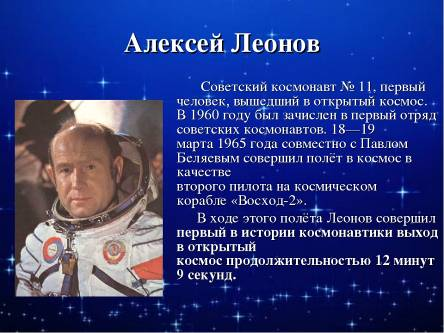 Алексей Леонов
Советский космонавт № 11, первый
человек, вышедший в открытый космос.
В 1960 году был зачислен в первый отряд
советских космонавтов. 18—19
марта 1965 года совместно с Павлом
Беляевым совершил полёт в космос в
качестве
второго пилота на космическом
корабле «Восход-2».
В ходе этого полёта Леонов совершил
первый в истории космонавтики выход
в открытый
космос продолжительностью 12 минут
9 секунд.